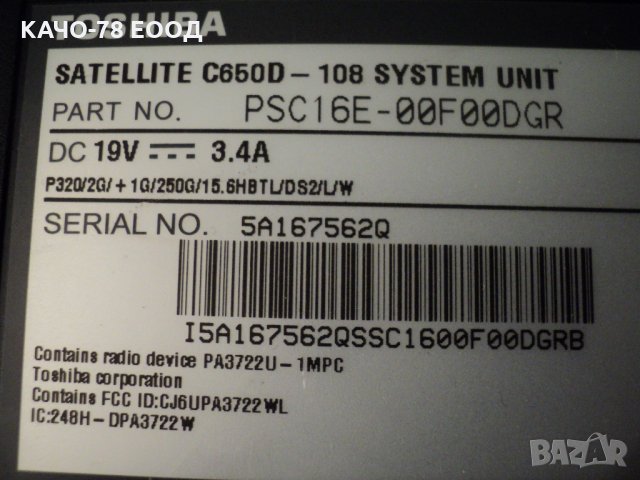 КАЧО-78 ЕООД
TOSHIBA
SATELLITE C650D-108 SYSTEM UNIT
PART NO. PSC16E-00F00DGR
DC 19V 3.4A
P320/2G/+1G/250G/15.6HBTL/DS2/L/W
SERIAL NO. 5A167562Q
I5A167562QSSC1600F00DGRB
Contains radio device PA3722U-1MPC
Toshiba corporation
Contains FCC ID:CJ6UPA3722WL
IC:248H-DPA3722W
BAZAR